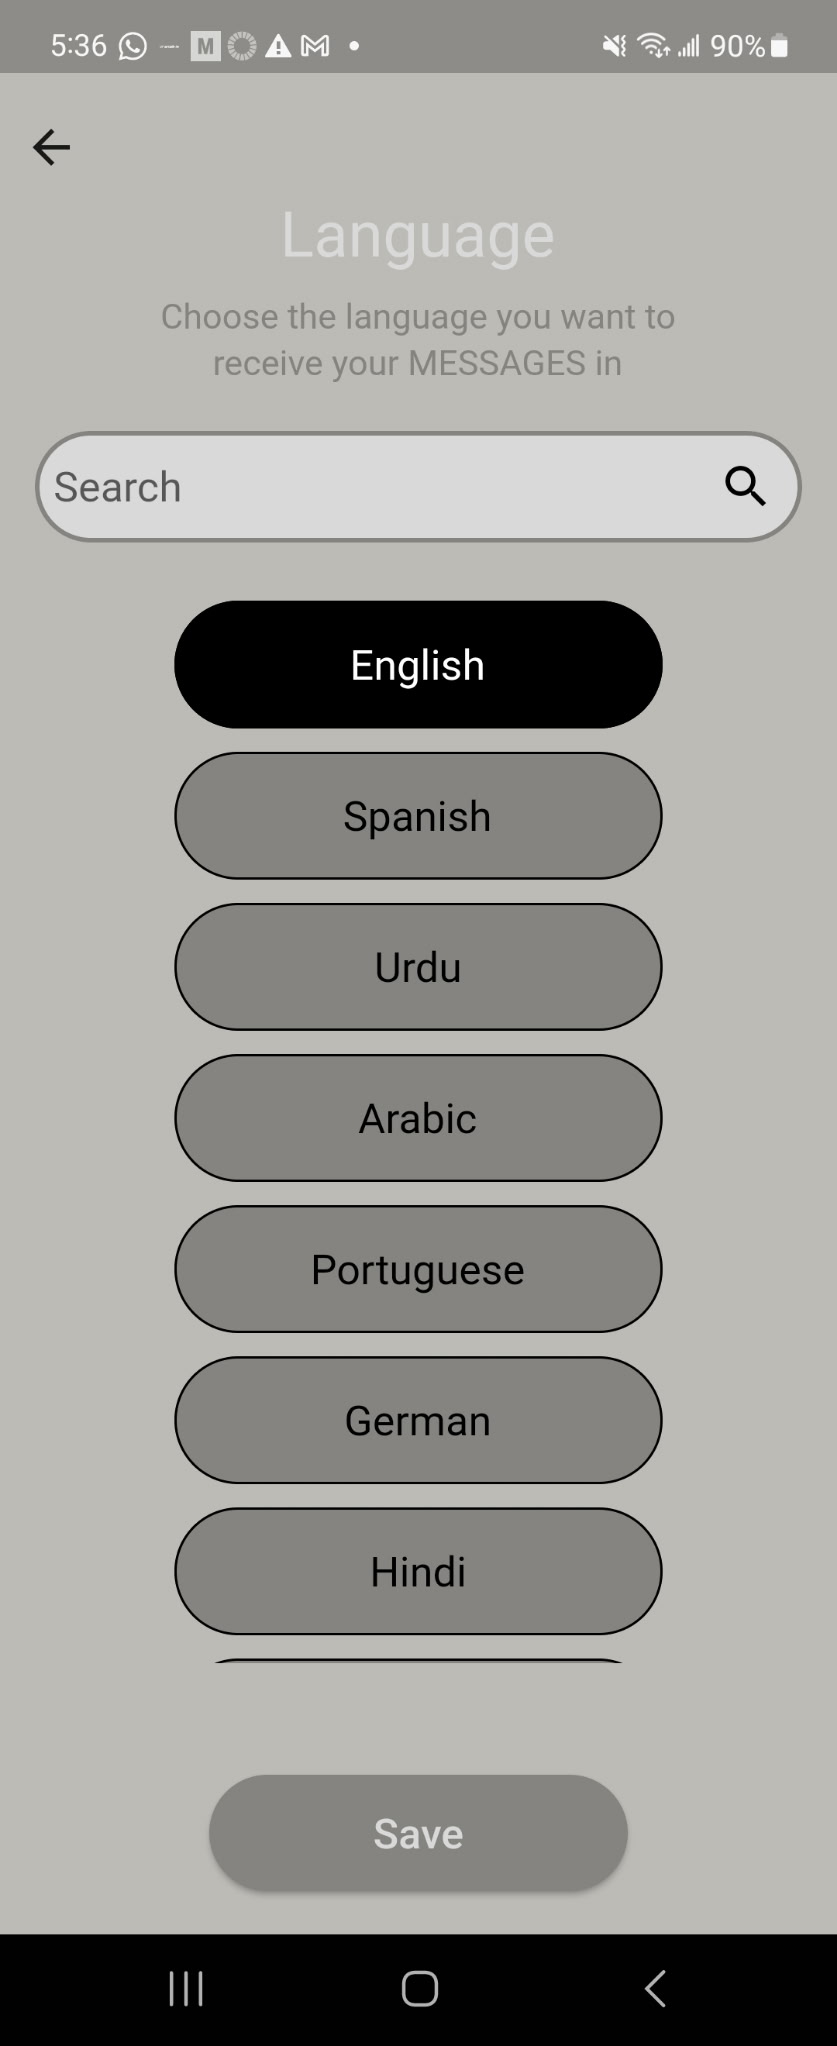 5:36 M 90%
Language
Choose the language you want to
receive your MESSAGES in
Search
English
Spanish
Urdu
Arabic
Portuguese
German
Hindi
Save